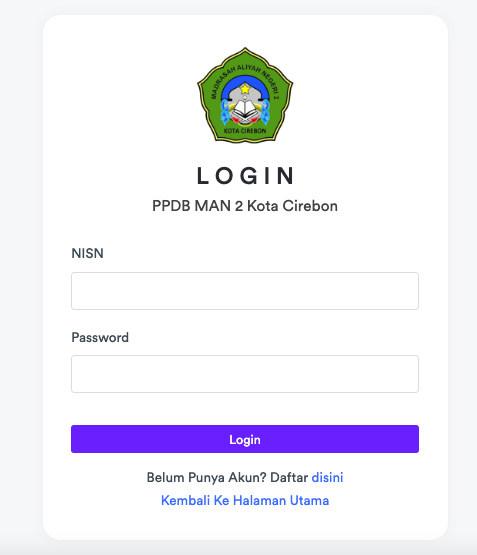 MADRASAH ALIYAH NEGERI 2
KOTA CIREBON
LOGIN
PPDB MAN 2 Kota Cirebon
NISN
Password
Login
Belum Punya Akun? Daftar disini
Kembali Ke Halaman Utama